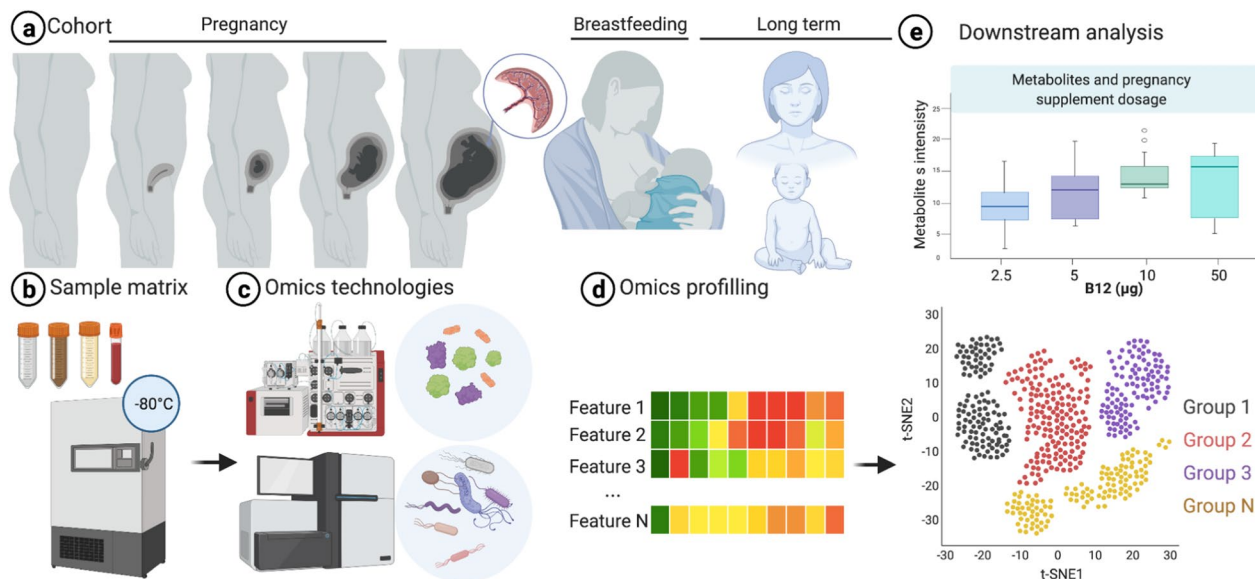 a Cohort
Pregnancy
Breastfeeding
Long term
b Sample matrix
-80°C
c Omics technologies
d Omics profilling
Feature 1
Feature 2
Feature 3
...
Feature N
e Downstream analysis
Metabolites and pregnancy
supplement dosage
Metabolite s intensisty
25
20
15
10
5
0
2.5 5 10 50
B12 (µg)
t-SNE2
30
20
10
0
-10
-20
-30
-30 -20 -10 0 10 20 30
t-SNE1
Group 1
Group 2
Group 3
Group N